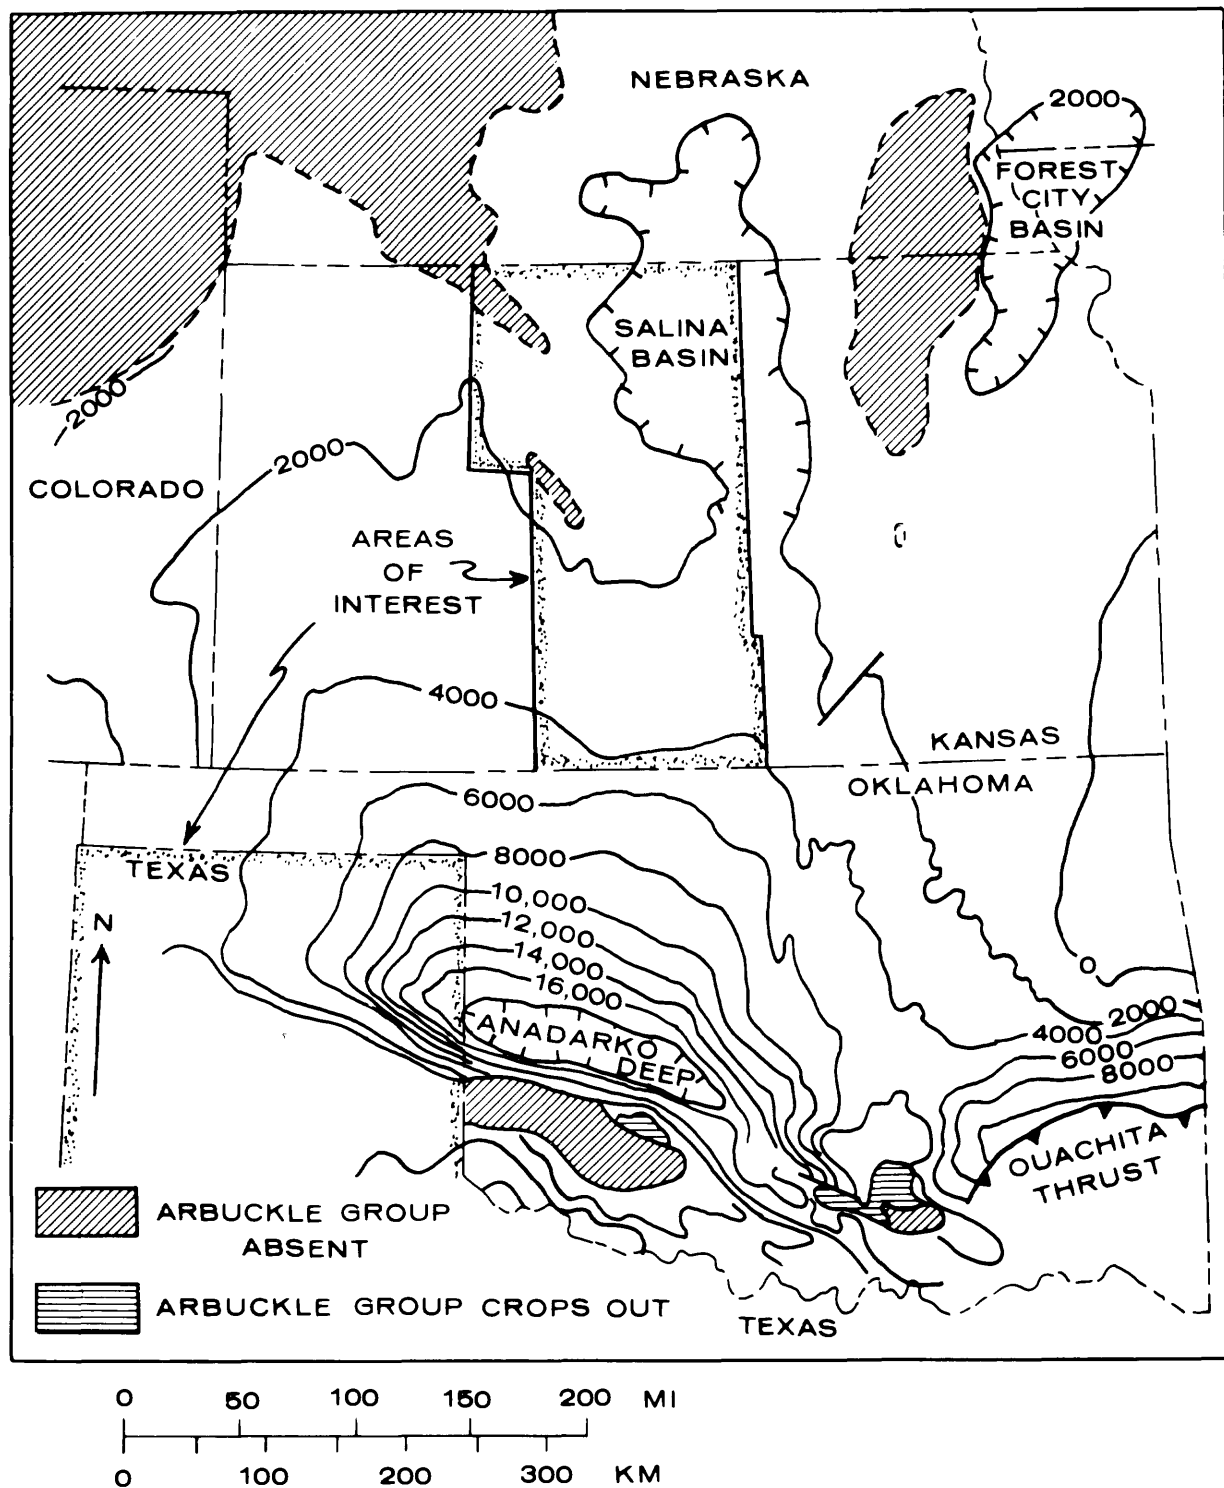 NEBRASKA
2000
FOREST
CITY
BASIN
SALINA
BASIN
2000
2000
COLORADO
AREAS
OF
INTEREST
0
4000
KANSAS
OKLAHOMA
6000
TEXAS
8000
10,000
12,000
14,000
16,000
N
0
2000
4000
6000
8000
ANADARKO
DEEP
OUACHITA
THRUST
ARBUCKLE GROUP
ABSENT
ARBUCKLE GROUP CROPS OUT
TEXAS
0 50 100 150 200 MI
0 100 200 300 KM